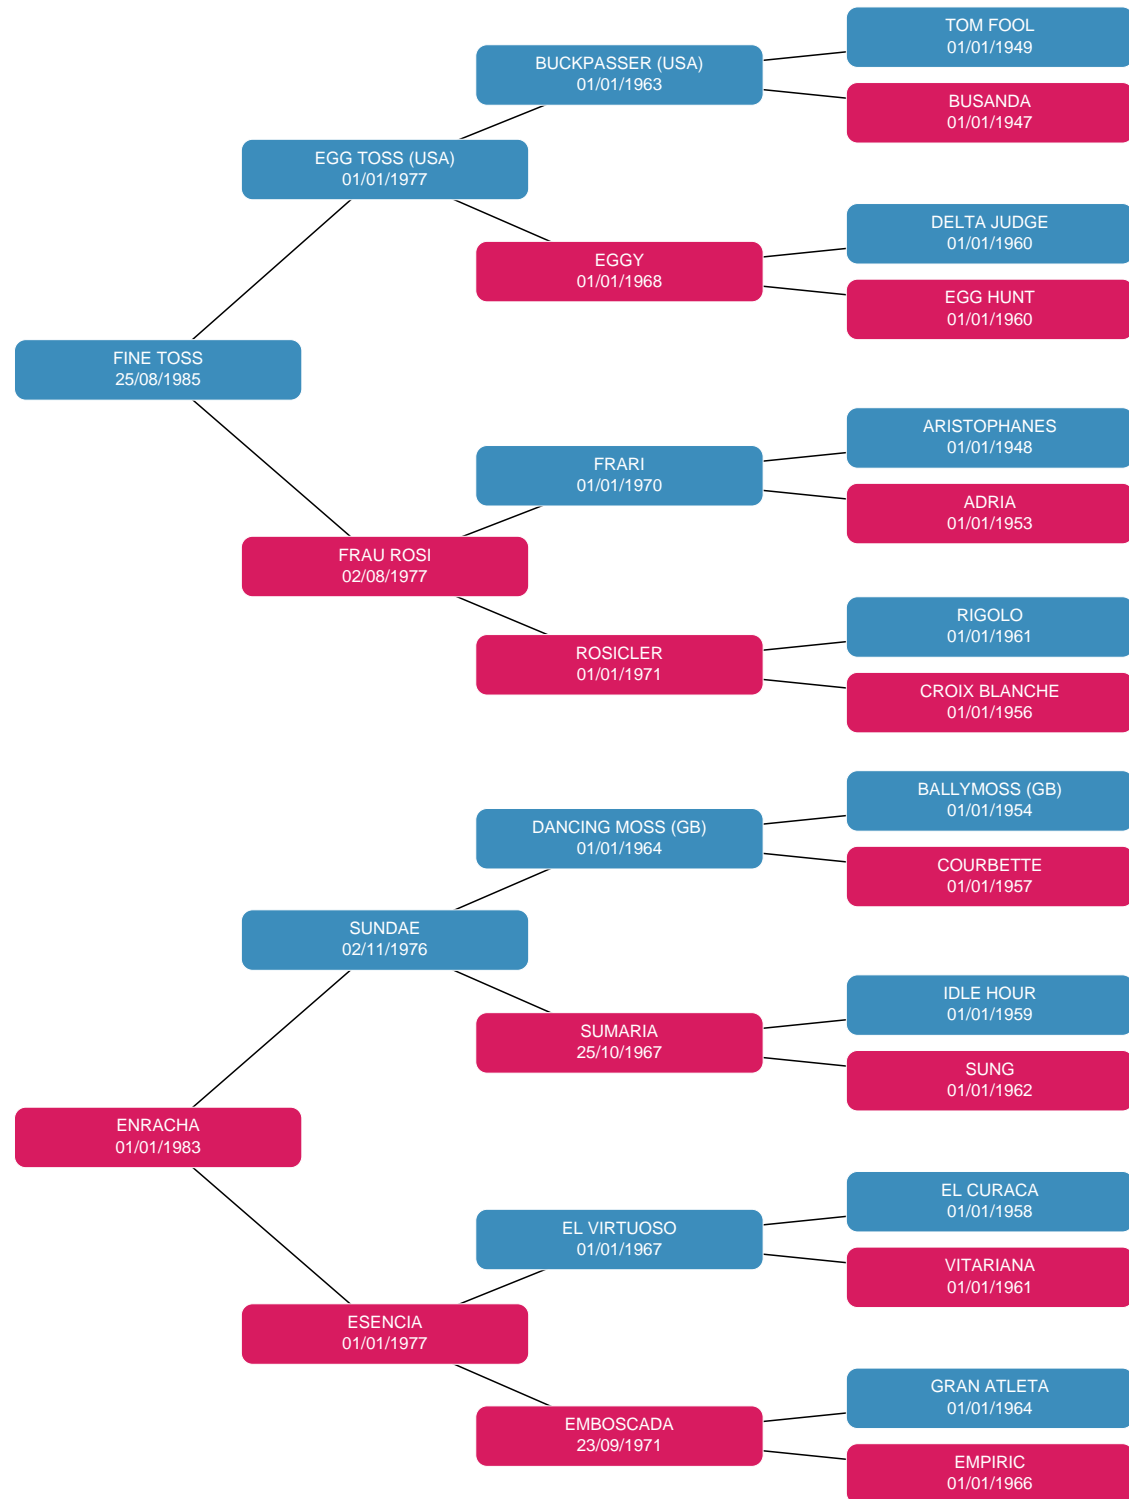 TOM FOOL
01/01/1949
BUCKPASSER (USA)
01/01/1963
BUSANDA
01/01/1947
EGG TOSS (USA)
01/01/1977
DELTA JUDGE
01/01/1960
EGGY
01/01/1968
EGG HUNT
01/01/1960
FINE TOSS
25/08/1985
ARISTOPHANES
01/01/1948
FRARI
01/01/1970
ADRIA
01/01/1953
FRAU ROSI
02/08/1977
RIGOLO
01/01/1961
ROSICLER
01/01/1971
CROIX BLANCHE
01/01/1956
BALLYMOSS (GB)
01/01/1954
DANCING MOSS (GB)
01/01/1964
COURBETTE
01/01/1957
SUNDAE
02/11/1976
IDLE HOUR
01/01/1959
SUMARIA
25/10/1967
SUNG
01/01/1962
ENRACHA
01/01/1983
EL CURACA
01/01/1958
EL VIRTUOSO
01/01/1967
VITARIANA
01/01/1961
ESENCIA
01/01/1977
GRAN ATLETA
01/01/1964
EMBOSCADA
23/09/1971
EMPIRIC
01/01/1966